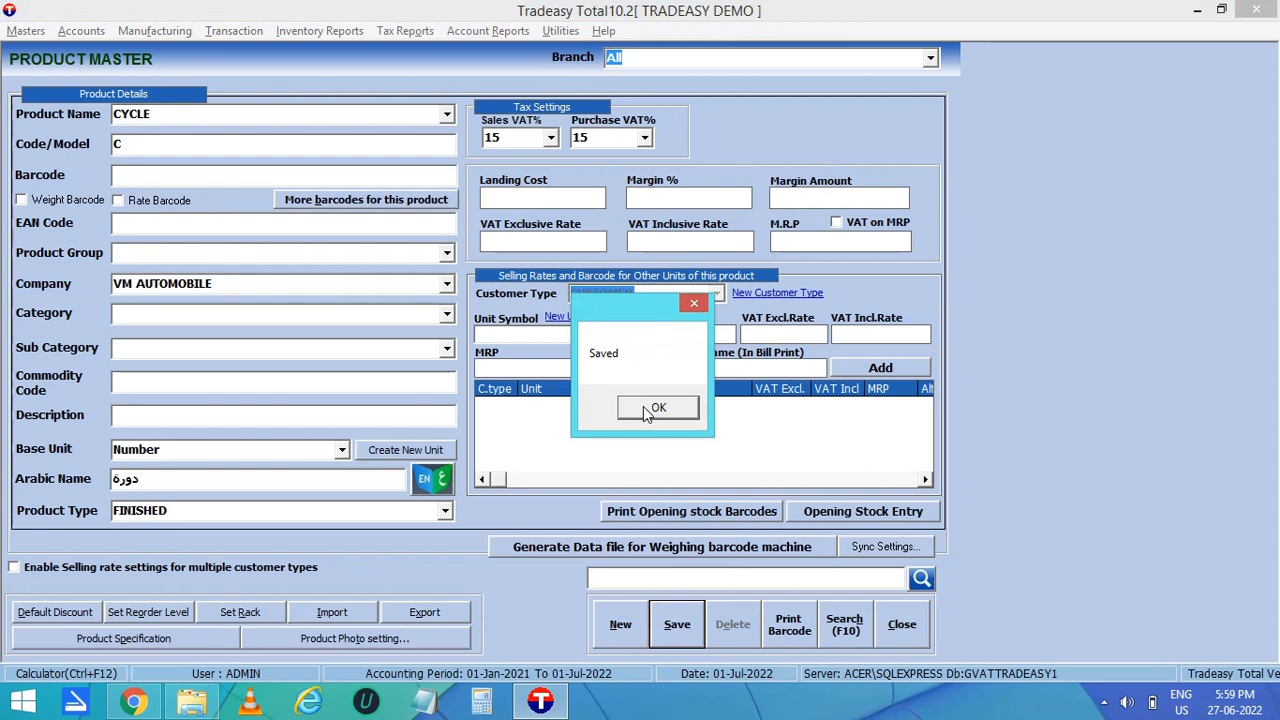 Tradeasy Total10.2[ TRADEASY DEMO ]
Masters Accounts Manufacturing Transaction Inventory Reports Tax Reports Account Reports Utilities Help
PRODUCT MASTER
Branch All
Product Details
Product Name CYCLE
Code/Model C
Barcode
Weight Barcode Rate Barcode More barcodes for this product
EAN Code
Product Group
Company VM AUTOMOBILE
Category
Sub Category
Commodity
Code
Description
Base Unit Number Create New Unit
Arabic Name دورة EN ع
Product Type FINISHED
Tax Settings
Sales VAT% Purchase VAT%
15 15
Landing Cost Margin % Margin Amount
VAT Exclusive Rate VAT Inclusive Rate M.R.P VAT on MRP
Selling Rates and Barcode for Other Units of this product
Customer Type New Customer Type
Unit Symbol New U VAT Excl.Rate VAT Incl.Rate
MRP me (In Bill Print) Add
C.type Unit VAT Excl. VAT Incl MRP Alt
Saved
OK
Print Opening stock Barcodes Opening Stock Entry
Generate Data file for Weighing barcode machine Sync Settings...
Enable Selling rate settings for multiple customer types
Default Discount Set Reorder Level Set Rack Import Export
Product Specification Product Photo setting...
New Save Delete Print Barcode Search (F10) Close
Calculator(Ctrl+F12) User : ADMIN Accounting Period: 01-Jan-2021 To 01-Jul-2022 Date: 01-Jul-2022 Server: ACER\SQLEXPRESS Db:GVATTRADEASY1 Tradeasy Total Ve
ENG 5:59 PM
US 27-06-2022